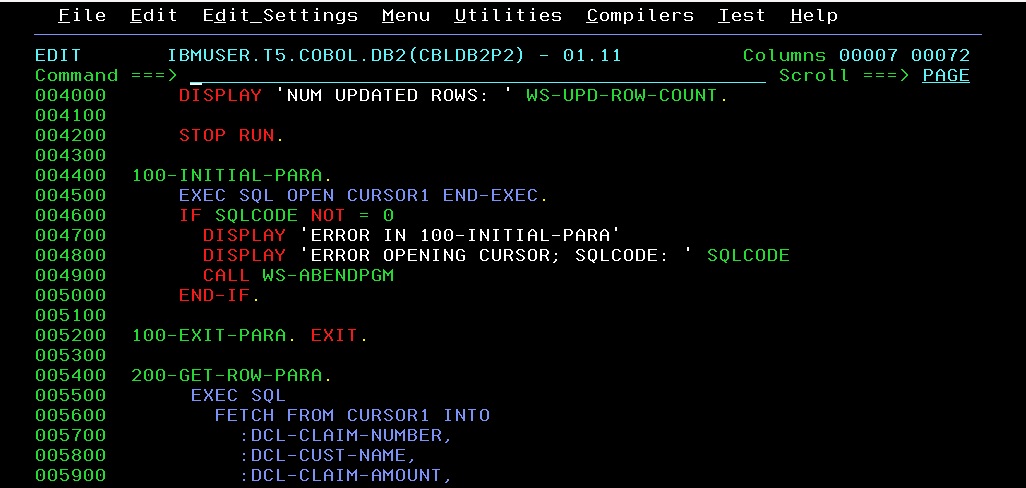 File  Edit  Edit_Settings  Menu  Utilities  Compilers  Test  Help
EDIT       IBMUSER.T5.COBOL.DB2(CBLDB2P2) - 01.11          Columns 00007 00072
Command ===>                                                  Scroll ===> PAGE
004000      DISPLAY 'NUM UPDATED ROWS: ' WS-UPD-ROW-COUNT.
004100
004200      STOP RUN.
004300
004400  100-INITIAL-PARA.
004500      EXEC SQL OPEN CURSOR1 END-EXEC.
004600      IF SQLCODE NOT = 0
004700        DISPLAY 'ERROR IN 100-INITIAL-PARA'
004800        DISPLAY 'ERROR OPENING CURSOR; SQLCODE: ' SQLCODE
004900        CALL WS-ABENDPGM
005000      END-IF.
005100
005200  100-EXIT-PARA. EXIT.
005300
005400  200-GET-ROW-PARA.
005500       EXEC SQL
005600         FETCH FROM CURSOR1 INTO
005700           :DCL-CLAIM-NUMBER,
005800           :DCL-CUST-NAME,
005900           :DCL-CLAIM-AMOUNT,